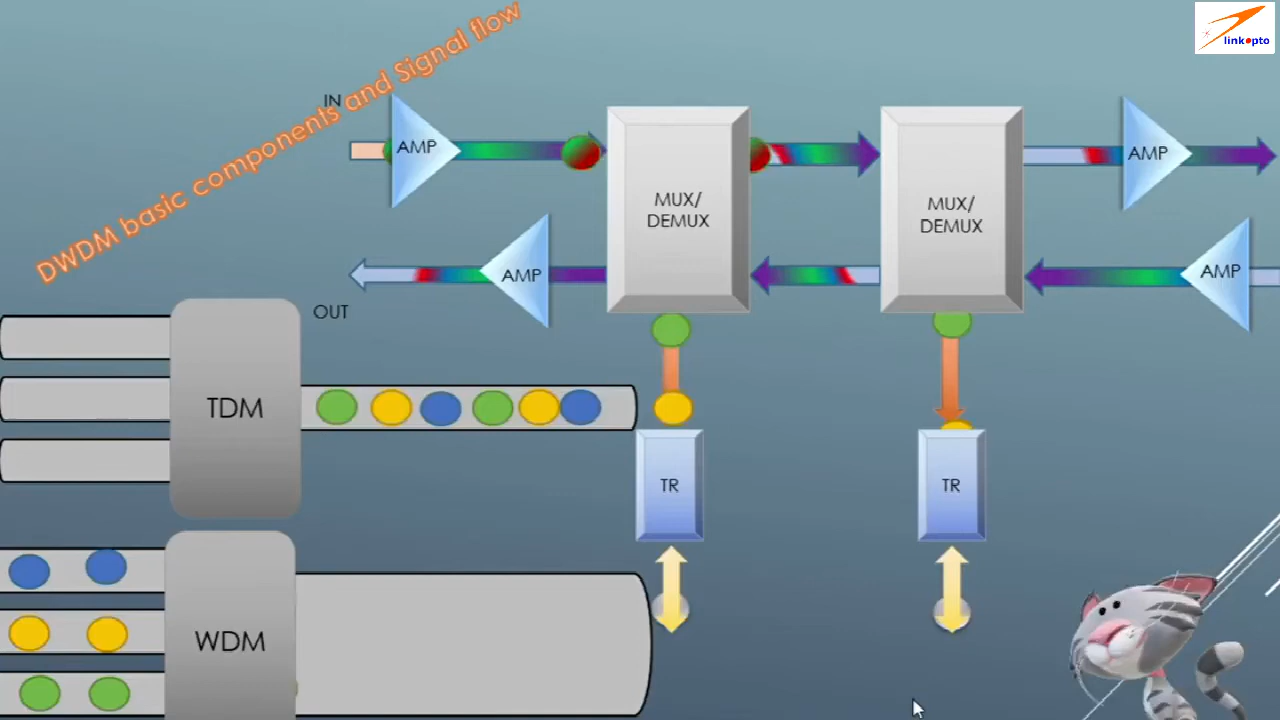 DWDM basic components and Signal flow
linkopto
IN
AMP
MUX/
DEMUX
MUX/
DEMUX
AMP
AMP
AMP
OUT
TDM
TR
TR
WDM